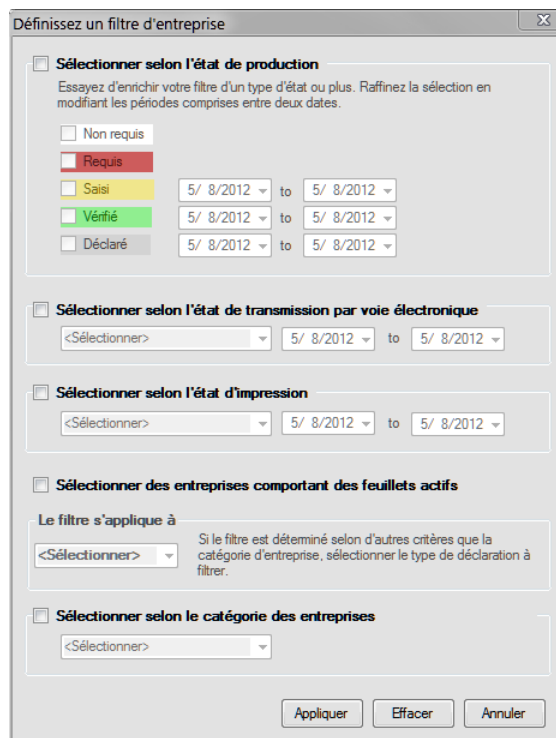 Définissez un filtre d'entreprise
Sélectionner selon l'état de production
Essayez d'enrichir votre filtre d'un type d'état ou plus. Raffinez la sélection en
modifiant les périodes comprises entre deux dates.
Non requis
Requis
Saisi 5/ 8/2012 to 5/ 8/2012
Vérifié 5/ 8/2012 to 5/ 8/2012
Déclaré 5/ 8/2012 to 5/ 8/2012
Sélectionner selon l'état de transmission par voie électronique
<Sélectionner> 5/ 8/2012 to 5/ 8/2012
Sélectionner selon l'état d'impression
<Sélectionner> 5/ 8/2012 to 5/ 8/2012
Sélectionner des entreprises comportant des feuillets actifs
Le filtre s'applique à
<Sélectionner>
Si le filtre est déterminé selon d'autres critères que la
catégorie d'entreprise, sélectionner le type de déclaration à
filtrer.
Sélectionner selon le catégorie des entreprises
<Sélectionner>
Appliquer Effacer Annuler